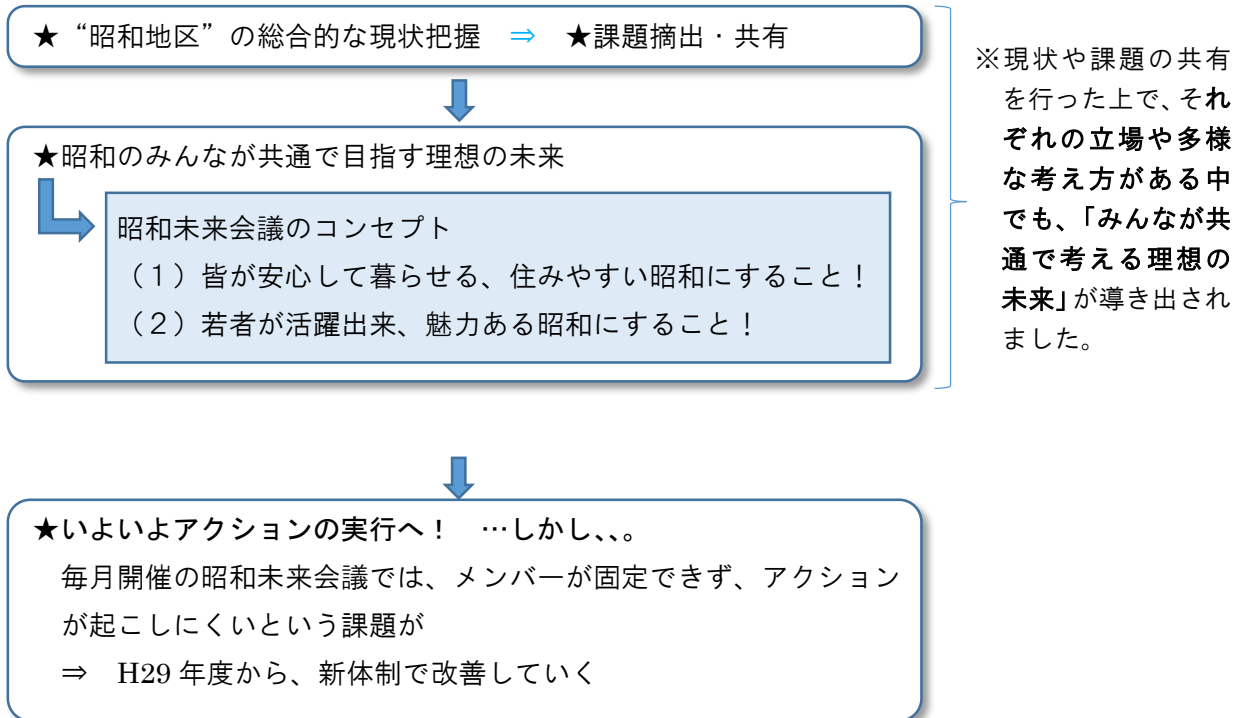 ★“昭和地区”の総合的な現状把握　⇒　★課題摘出・共有
★昭和のみんなが共通で目指す理想の未来
昭和未来会議のコンセプト
（１）皆が安心して暮らせる、住みやすい昭和にすること！
（２）若者が活躍出来、魅力ある昭和にすること！
※現状や課題の共有
を行った上で、それ
ぞれの立場や多様
な考え方がある中
でも、「みんなが共
通で考える理想の
未来」が導き出され
ました。
★いよいよアクションの実行へ！　…しかし、、。
毎月開催の昭和未来会議では、メンバーが固定できず、アクション
が起こしにくいという課題が
⇒　H29 年度から、新体制で改善していく